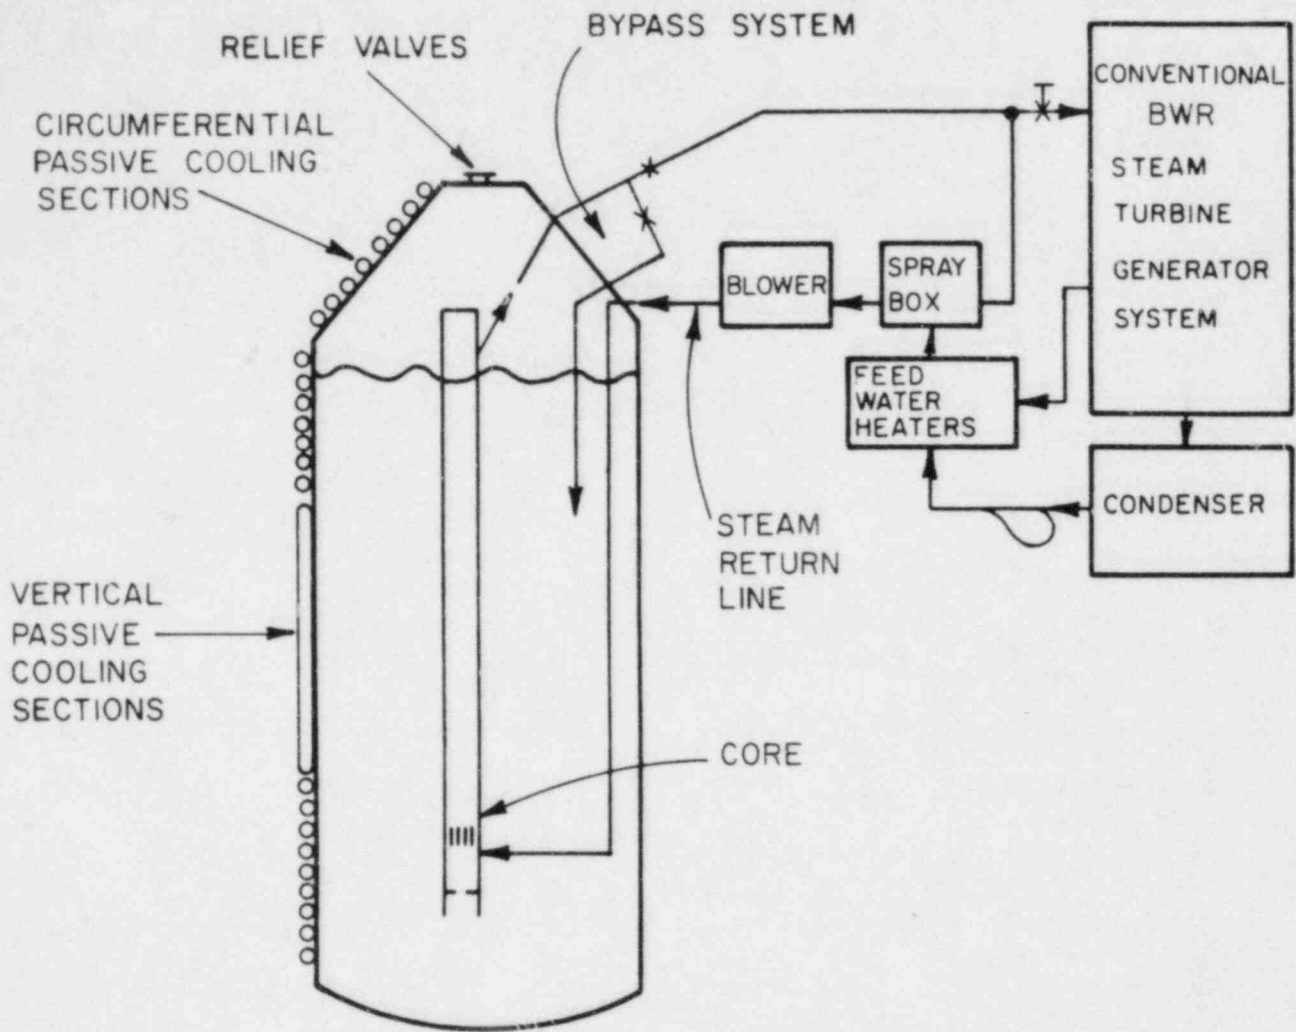 RELIEF VALVES
BYPASS SYSTEM
CIRCUMFERENTIAL
PASSIVE COOLING
SECTIONS
CONVENTIONAL
BWR
STEAM
TURBINE
GENERATOR
SYSTEM
BLOWER
SPRAY
BOX
FEED
WATER
HEATERS
CONDENSER
STEAM
RETURN
LINE
VERTICAL
PASSIVE
COOLING
SECTIONS
CORE